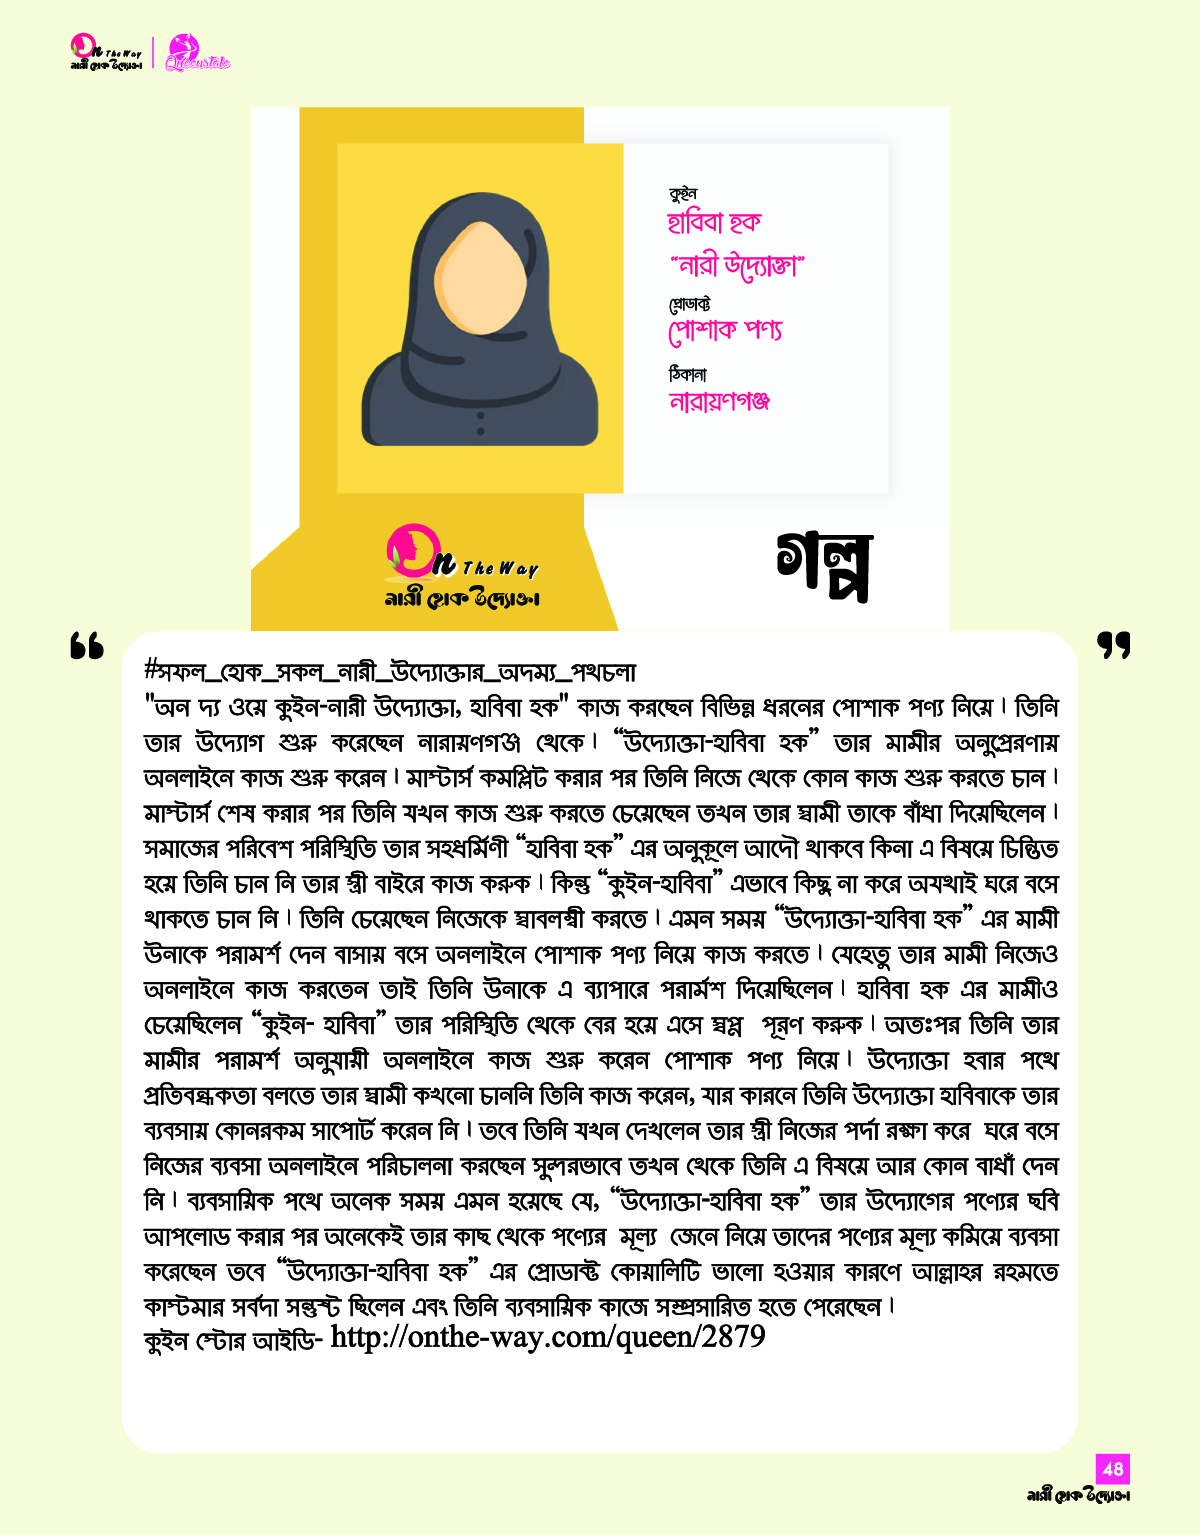 On The Way
নারী হোক উদ্যোক্তা
Queenstale
কুইন
হাবিবা হক
“নারী উদ্যোক্তা”
প্রোডাক্ট
পোশাক পণ্য
ঠিকানা
নারায়ণগঞ্জ
On The Way
নারী হোক উদ্যোক্তা
গল্প
#সফল_হোক_সকল_নারী_উদ্যোক্তার_অদম্য_পথচলা
"অন দ্য ওয়ে কুইন-নারী উদ্যোক্তা, হাবিবা হক" কাজ করছেন বিভিন্ন ধরনের পোশাক পণ্য নিয়ে। তিনি
তার উদ্যোগ শুরু করেছেন নারায়ণগঞ্জ থেকে। “উদ্যোক্তা-হাবিবা হক” তার মামীর অনুপ্রেরণায়
অনলাইনে কাজ শুরু করেন। মাস্টার্স কমপ্লিট করার পর তিনি নিজে থেকে কোন কাজ শুরু করতে চান।
মাস্টার্স শেষ করার পর তিনি যখন কাজ শুরু করতে চেয়েছেন তখন তার স্বামী তাকে বাঁধা দিয়েছিলেন।
সমাজের পরিবেশ পরিস্থিতি তার সহধর্মিণী “হাবিবা হক” এর অনুকূলে আদৌ থাকবে কিনা এ বিষয়ে চিন্তিত
হয়ে তিনি চান নি তার স্ত্রী বাইরে কাজ করুক। কিন্তু “কুইন-হাবিবা” এভাবে কিছু না করে অযথাই ঘরে বসে
থাকতে চান নি। তিনি চেয়েছেন নিজেকে স্বাবলম্বী করতে। এমন সময় “উদ্যোক্তা-হাবিবা হক” এর মামী
উনাকে পরামর্শ দেন বাসায় বসে অনলাইনে পোশাক পণ্য নিয়ে কাজ করতে। যেহেতু তার মামী নিজেও
অনলাইনে কাজ করতেন তাই তিনি উনাকে এ ব্যাপারে পরার্মশ দিয়েছিলেন। হাবিবা হক এর মামীও
চেয়েছিলেন “কুইন- হাবিবা” তার পরিস্থিতি থেকে বের হয়ে এসে স্বপ্ন  পূরণ করুক। অতঃপর তিনি তার
মামীর পরামর্শ অনুযায়ী অনলাইনে কাজ শুরু করেন পোশাক পণ্য নিয়ে। উদ্যোক্তা হবার পথে
প্রতিবন্ধকতা বলতে তার স্বামী কখনো চাননি তিনি কাজ করেন, যার কারনে তিনি উদ্যোক্তা হাবিবাকে তার
ব্যবসায় কোনরকম সাপোর্ট করেন নি। তবে তিনি যখন দেখলেন তার স্ত্রী নিজের পর্দা রক্ষা করে  ঘরে বসে
নিজের ব্যবসা অনলাইনে পরিচালনা করছেন সুন্দরভাবে তখন থেকে তিনি এ বিষয়ে আর কোন বাধাঁ দেন
নি। ব্যবসায়িক পথে অনেক সময় এমন হয়েছে যে, “উদ্যোক্তা-হাবিবা হক” তার উদ্যোগের পণ্যের ছবি
আপলোড করার পর অনেকেই তার কাছ থেকে পণ্যের  মূল্য  জেনে নিয়ে তাদের পণ্যের মূল্য কমিয়ে ব্যবসা
করেছেন তবে “উদ্যোক্তা-হাবিবা হক” এর প্রোডাক্ট কোয়ালিটি ভালো হওয়ার কারণে আল্লাহর রহমতে
কাস্টমার সর্বদা সন্তুস্ট ছিলেন এবং তিনি ব্যবসায়িক কাজে সম্প্রসারিত হতে পেরেছেন।
কুইন স্টোর আইডি- http://onthe-way.com/queen/2879
48
নারী হোক উদ্যোক্তা